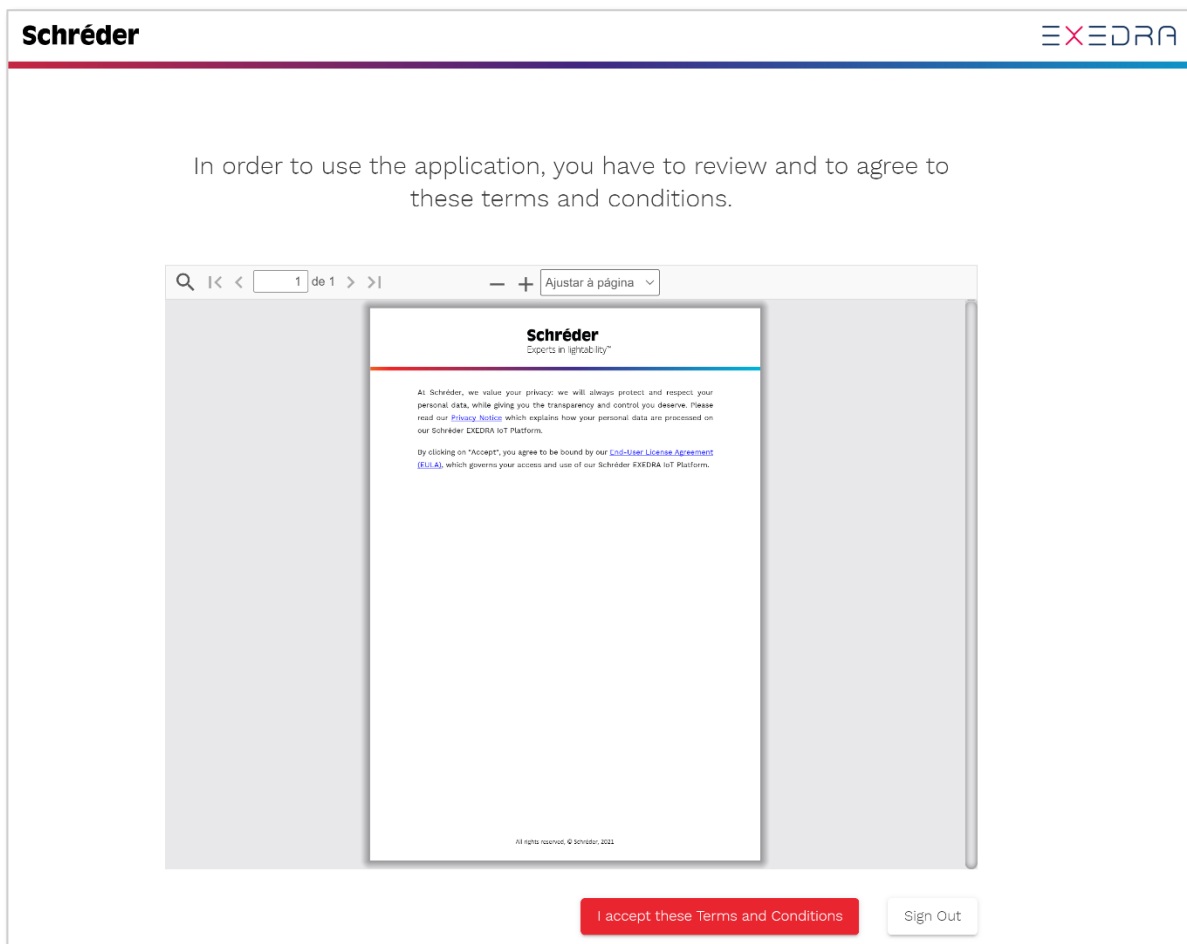 Schréder
EXEDRA
In order to use the application, you have to review and to agree to
these terms and conditions.
1 de 1
Ajustar à página
Schréder
Experts in lightability™
At Schréder, we value your privacy: we will always protect and respect your
personal data, while giving you the transparency and control you deserve. Please
read our Privacy Notice which explains how your personal data are processed on
our Schréder EXEDRA IoT Platform.
By clicking on "Accept", you agree to be bound by our End-User License Agreement
(EULA), which governs your access and use of our Schréder EXEDRA IoT Platform.
All rights reserved, © Schréder, 2021
I accept these Terms and Conditions
Sign Out